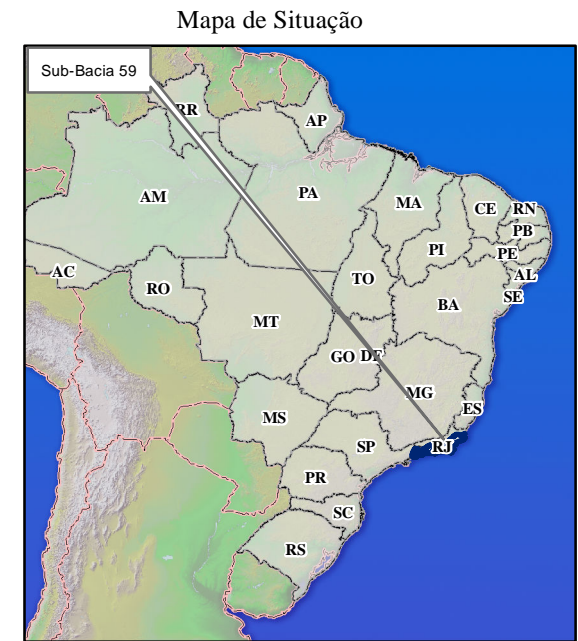 Mapa de Situação
Sub-Bacia 59
RR
AP
AM
PA
MA
CE
RN
PB
PI
PE
AL
AC
RO
TO
SE
BA
MT
GO
DF
MG
MS
ES
SP
RJ
PR
SC
RS